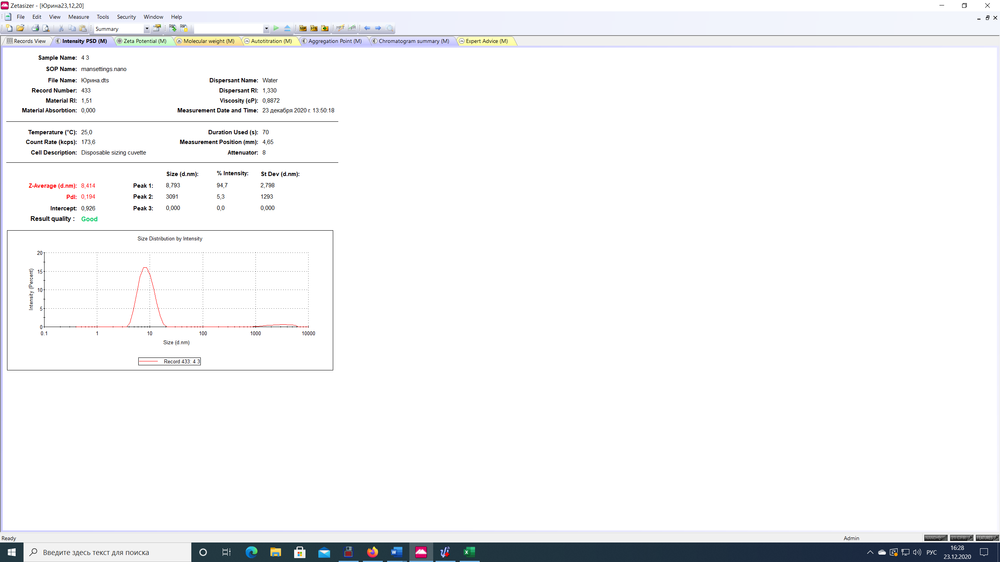 Zetasizer - [Юрина23,12,20]
File Edit View Measure Tools Security Window Help
Summary
SOP DTS MPT pH
Records View Intensity PSD (M) Zeta Potential (M) Molecular weight (M) Autotitration (M) Aggregation Point (M) Chromatogram summary (M) Expert Advice (M)
Sample Name: 4 3
SOP Name: mansettings.nano
File Name: Юрина.dts Dispersant Name: Water
Record Number: 433 Dispersant RI: 1,330
Material RI: 1,51 Viscosity (cP): 0,8872
Material Absorbtion: 0,000 Measurement Date and Time: 23 декабря 2020 г. 13:50:18
Temperature (°C): 25,0 Duration Used (s): 70
Count Rate (kcps): 173,6 Measurement Position (mm): 4,65
Cell Description: Disposable sizing cuvette Attenuator: 8
Size (d.nm): % Intensity: St Dev (d.nm):
Z-Average (d.nm): 8,414 Peak 1: 8,793 94,7 2,798
PdI: 0,194 Peak 2: 3091 5,3 1293
Intercept: 0,926 Peak 3: 0,000 0,0 0,000
Result quality : Good
Size Distribution by Intensity
20
15
10
5
0
Intensity (Percent)
0.1 1 10 100 1000 10000
Size (d.nm)
Record 433: 4 3
Ready Admin NANO 21 CFR FEATURES
Введите здесь текст для поиска РУС 16:28
23.12.2020